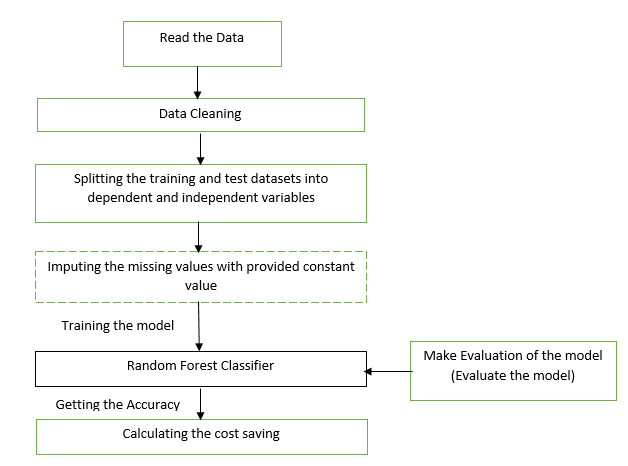 Read the Data
Data Cleaning
Splitting the training and test datasets into
dependent and independent variables
Imputing the missing values with provided constant
value
Training the model
Random Forest Classifier
Make Evaluation of the model
(Evaluate the model)
Getting the Accuracy
Calculating the cost saving